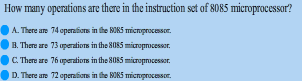 How many operations are there in the instruction set of 8085 microprocessor?
A. There are 74 operations in the 8085 microprocessor.
B. There are 73 operations in the 8085 microprocessor.
C. There are 76 operations in the 8085 microprocessor.
D. There are 72 operations in the 8085 microprocessor.